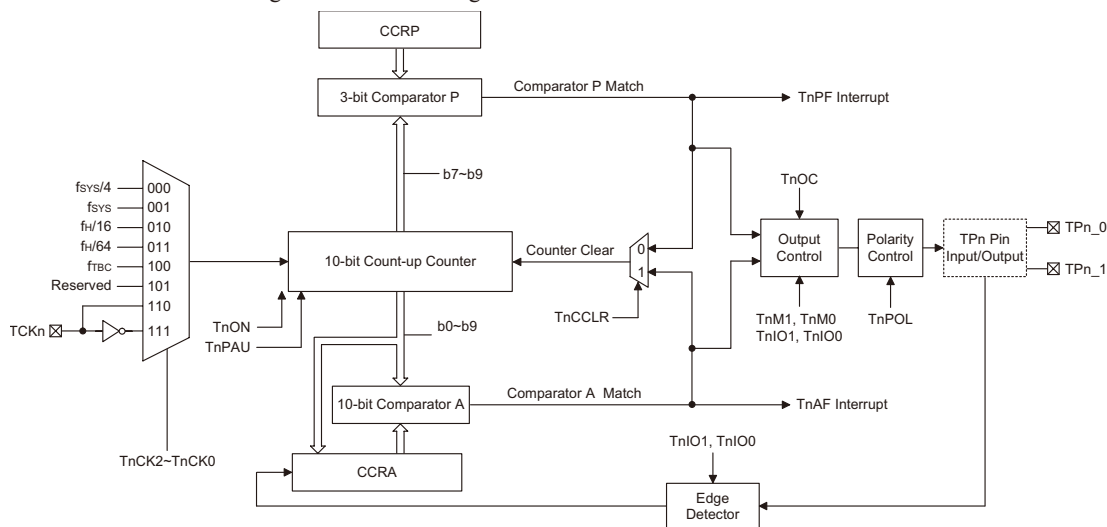 CCRP
3-bit Comparator P
Comparator P Match
TnPF Interrupt
b7~b9
fSYS/4
000
fSYS
001
fH/16
010
fH/64
011
fTBC
100
Reserved
101
110
111
TCKn
TnCK2~TnCK0
10-bit Count-up Counter
TnON
TnPAU
Counter Clear
0
1
TnCCLR
TnOC
Output
Control
TnM1, TnM0
TnIO1, TnIO0
Polarity
Control
TnPOL
TPn Pin
Input/Output
TPn_0
TPn_1
b0~b9
10-bit Comparator A
Comparator A Match
TnAF Interrupt
CCRA
TnIO1, TnIO0
Edge
Detector